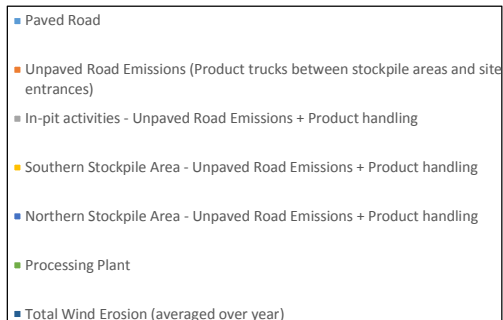 Paved Road
Unpaved Road Emissions (Product trucks between stockpile areas and site
entrances)
In-pit activities - Unpaved Road Emissions + Product handling
Southern Stockpile Area - Unpaved Road Emissions + Product handling
Northern Stockpile Area - Unpaved Road Emissions + Product handling
Processing Plant
Total Wind Erosion (averaged over year)